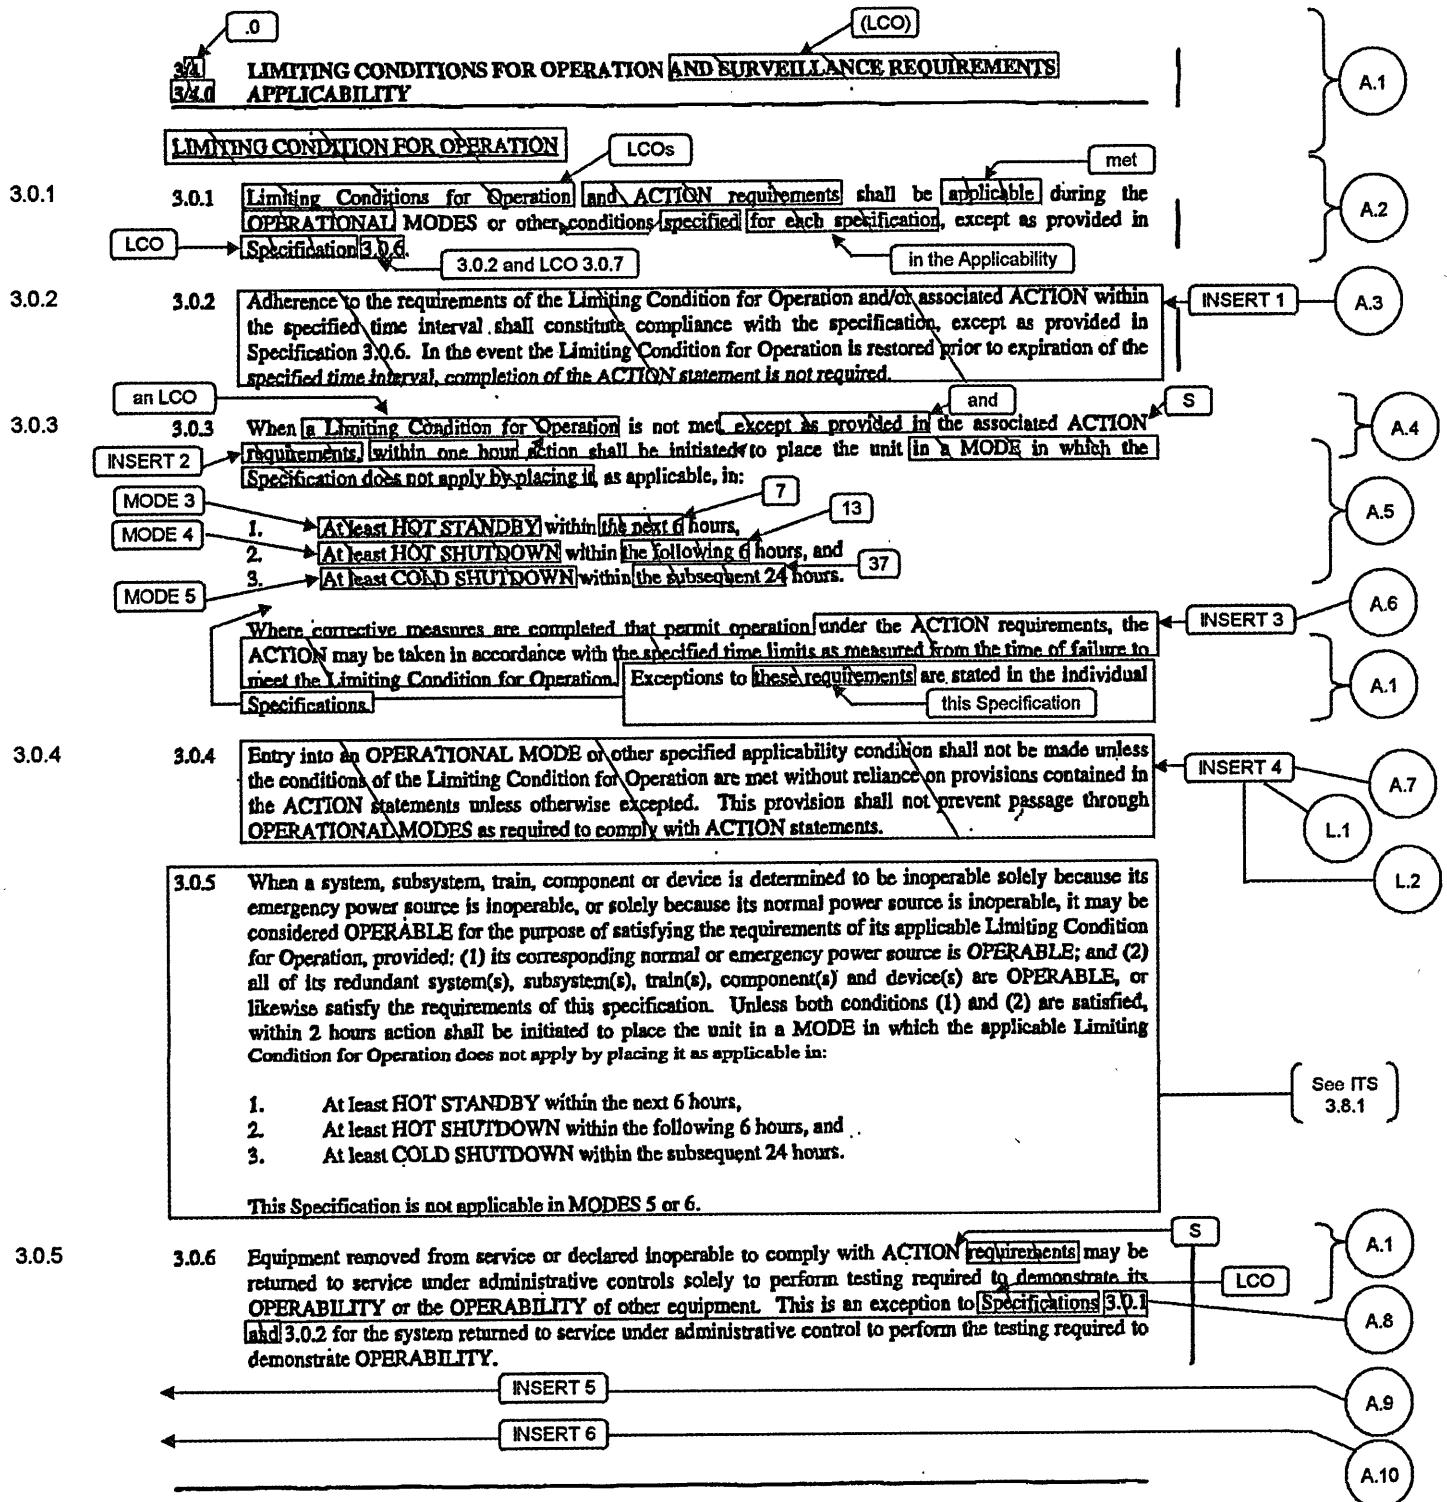 .0
(LCO)
3/4 LIMITING CONDITIONS FOR OPERATION AND SURVEILLANCE REQUIREMENTS
3/4.0 APPLICABILITY
A.1
LIMITING CONDITION FOR OPERATION
LCOs
met
3.0.1 3.0.1 Limiting Conditions for Operation and ACTION requirements shall be applicable during the
OPERATIONAL MODES or other conditions specified for each specification, except as provided in
A.2
LCO
Specification 3.0.6.
3.0.2 and LCO 3.0.7
in the Applicability
3.0.2 3.0.2 Adherence to the requirements of the Limiting Condition for Operation and/or associated ACTION within
INSERT 1
A.3
the specified time interval shall constitute compliance with the specification, except as provided in
Specification 3.0.6. In the event the Limiting Condition for Operation is restored prior to expiration of the
specified time interval, completion of the ACTION statement is not required.
an LCO
and
S
3.0.3 3.0.3 When a Limiting Condition for Operation is not met, except as provided in the associated ACTION
A.4
INSERT 2
requirements, within one hour action shall be initiated to place the unit in a MODE in which the
Specification does not apply by placing it, as applicable, in:
MODE 3
7
A.5
1. At least HOT STANDBY within the next 6 hours,
13
MODE 4
2. At least HOT SHUTDOWN within the following 6 hours, and
37
3. At least COLD SHUTDOWN within the subsequent 24 hours.
MODE 5
Where corrective measures are completed that permit operation under the ACTION requirements, the
INSERT 3
A.6
ACTION may be taken in accordance with the specified time limits as measured from the time of failure to
meet the Limiting Condition for Operation. Exceptions to these requirements are stated in the individual
A.1
Specifications.
this Specification
3.0.4 3.0.4 Entry into an OPERATIONAL MODE or other specified applicability condition shall not be made unless
INSERT 4
A.7
the conditions of the Limiting Condition for Operation are met without reliance on provisions contained in
the ACTION statements unless otherwise excepted. This provision shall not prevent passage through
OPERATIONAL MODES as required to comply with ACTION statements.
L.1
L.2
3.0.5 When a system, subsystem, train, component or device is determined to be inoperable solely because its
emergency power source is inoperable, or solely because its normal power source is inoperable, it may be
considered OPERABLE for the purpose of satisfying the requirements of its applicable Limiting Condition
for Operation, provided: (1) its corresponding normal or emergency power source is OPERABLE; and (2)
all of its redundant system(s), subsystem(s), train(s), component(s) and device(s) are OPERABLE, or
likewise satisfy the requirements of this specification. Unless both conditions (1) and (2) are satisfied,
within 2 hours action shall be initiated to place the unit in a MODE in which the applicable Limiting
Condition for Operation does not apply by placing it as applicable in:
See ITS
3.8.1
1. At least HOT STANDBY within the next 6 hours,
2. At least HOT SHUTDOWN within the following 6 hours, and
3. At least COLD SHUTDOWN within the subsequent 24 hours.
This Specification is not applicable in MODES 5 or 6.
S
3.0.5 3.0.6 Equipment removed from service or declared inoperable to comply with ACTION requirements may be
A.1
returned to service under administrative controls solely to perform testing required to demonstrate its
LCO
OPERABILITY or the OPERABILITY of other equipment. This is an exception to Specifications 3.0.1
A.8
and 3.0.2 for the system returned to service under administrative control to perform the testing required to
demonstrate OPERABILITY.
INSERT 5
A.9
INSERT 6
A.10